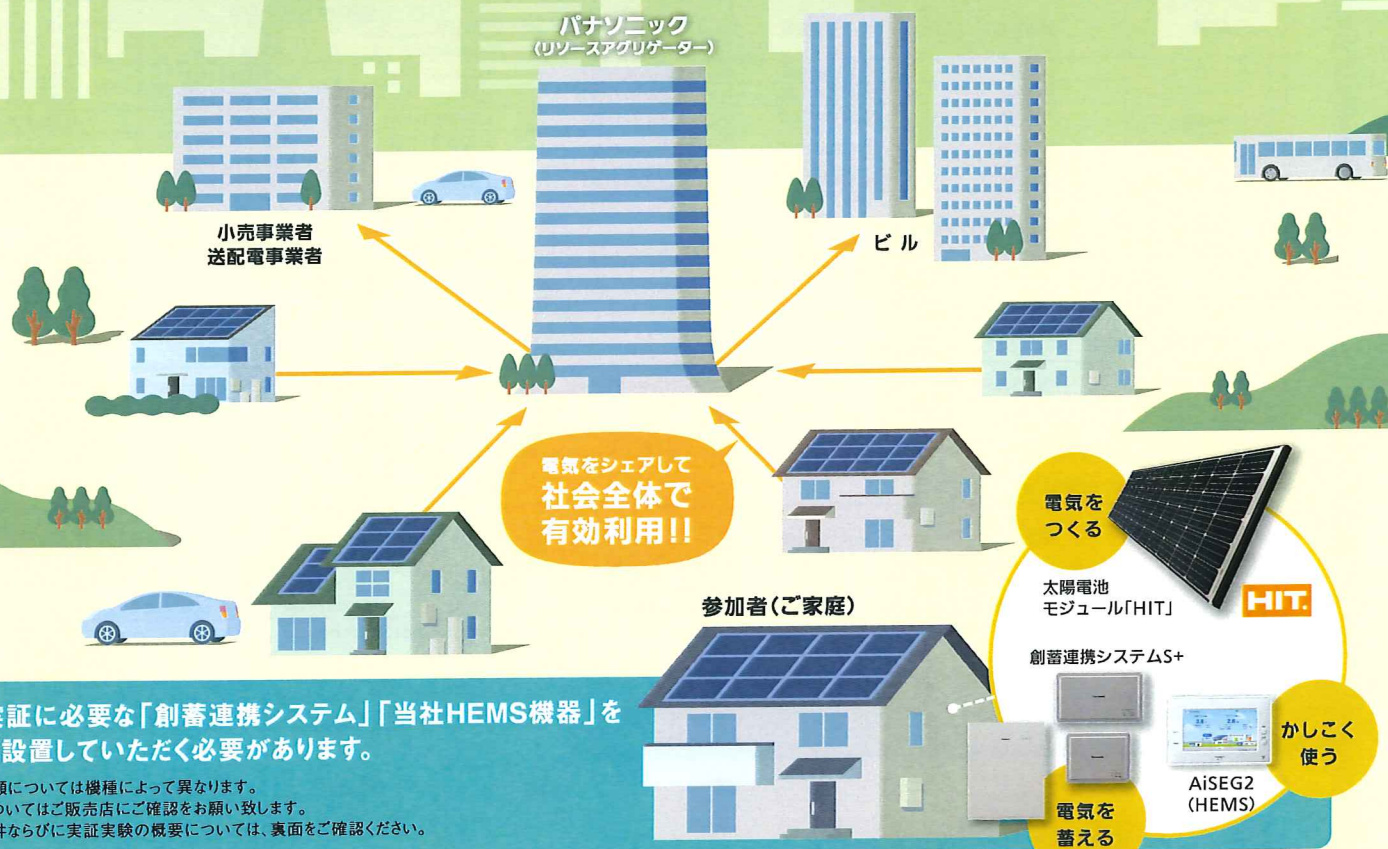 パナソニック
（リソースアグリゲーター）
小売事業者
送配電事業者
ビル
電気をシェアして
社会全体で
有効利用!!
電気を
つくる
太陽電池
モジュール「HIT」
HIT.
参加者（ご家庭）
創蓄連携システムS+
かしこく
使う
AiSEG2
(HEMS)
電気を
蓄える
証に必要な「創蓄連携システム」「当社HEMS機器」を
設置していただく必要があります。
については機種によって異なります。
ついてはご販売店にご確認をお願い致します。
件ならびに実証実験の概要については、裏面をご確認ください。